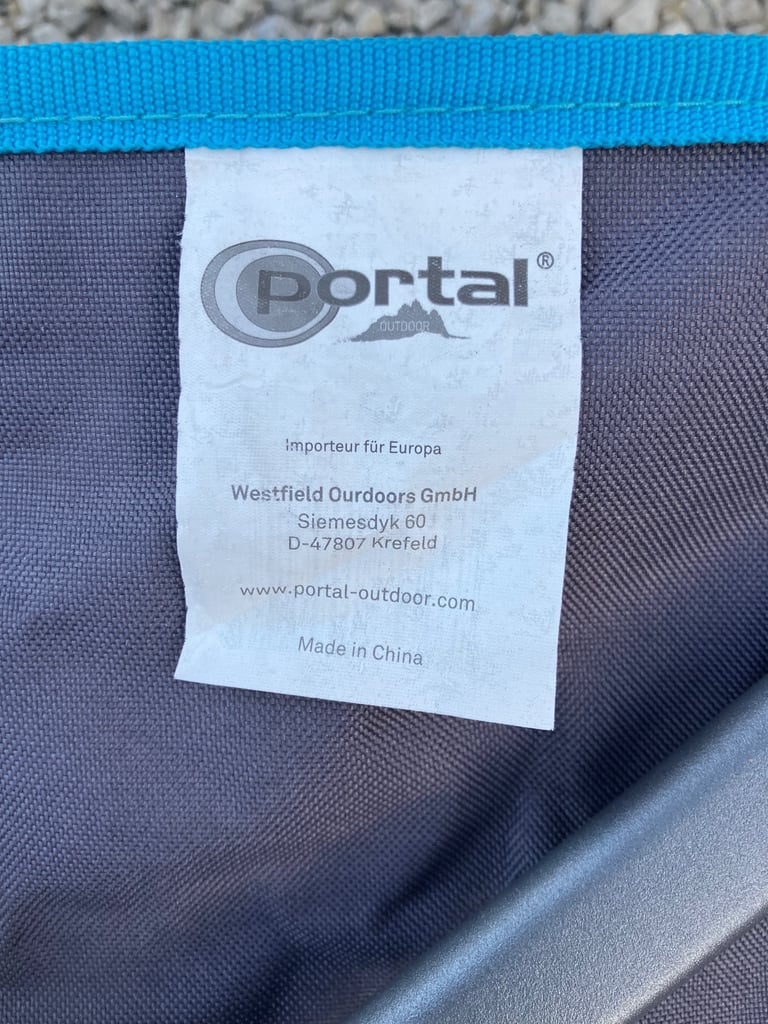 portal®
OUTDOOR
Importeur für Europa
Westfield Ourdoors GmbH
Siemesdyk 60
D-47807 Krefeld
www.portal-outdoor.com
Made in China